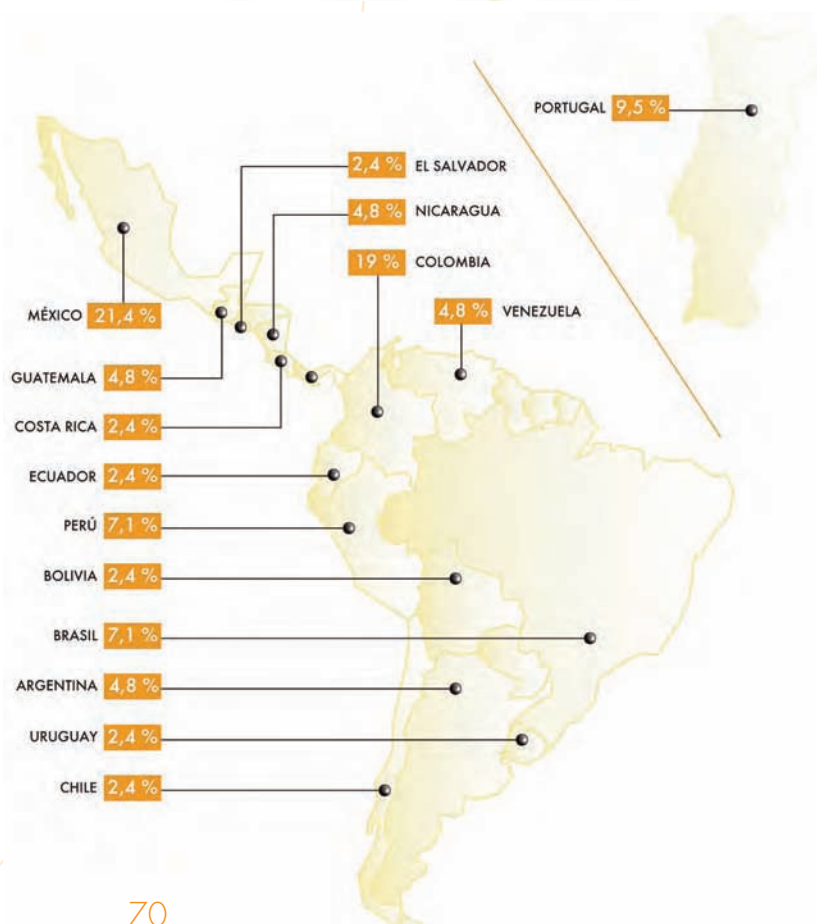 PORTUGAL 9,5 %
2,4 % EL SALVADOR
4,8 % NICARAGUA
19 % COLOMBIA
4,8 % VENEZUELA
MÉXICO 21,4 %
GUATEMALA 4,8 %
COSTA RICA 2,4 %
ECUADOR 2,4 %
PERÚ 7,1 %
BOLIVIA 2,4 %
BRASIL 7,1 %
ARGENTINA 4,8 %
URUGUAY 2,4 %
CHILE 2,4 %
70